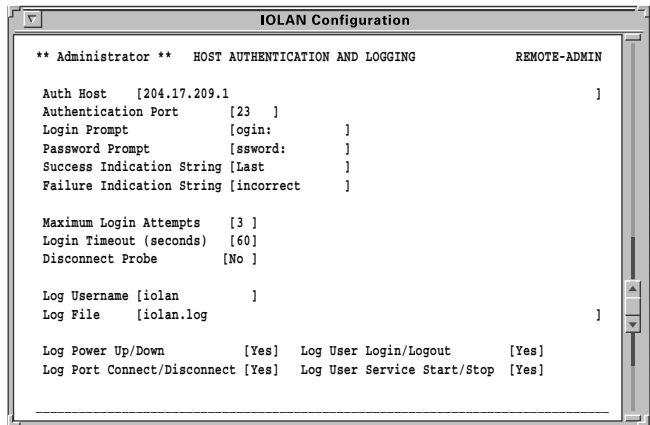 IOLAN Configuration
** Administrator ** HOST AUTHENTICATION AND LOGGING REMOTE-ADMIN
Auth Host [204.17.209.1 ]
Authentication Port [23 ]
Login Prompt [ogin: ]
Password Prompt [ssword: ]
Success Indication String [Last ]
Failure Indication String [incorrect ]
Maximum Login Attempts [3 ]
Login Timeout (seconds) [60]
Disconnect Probe [No ]
Log Username [iolan ]
Log File [iolan.log ]
Log Power Up/Down [Yes] Log User Login/Logout [Yes]
Log Port Connect/Disconnect [Yes] Log User Service Start/Stop [Yes]